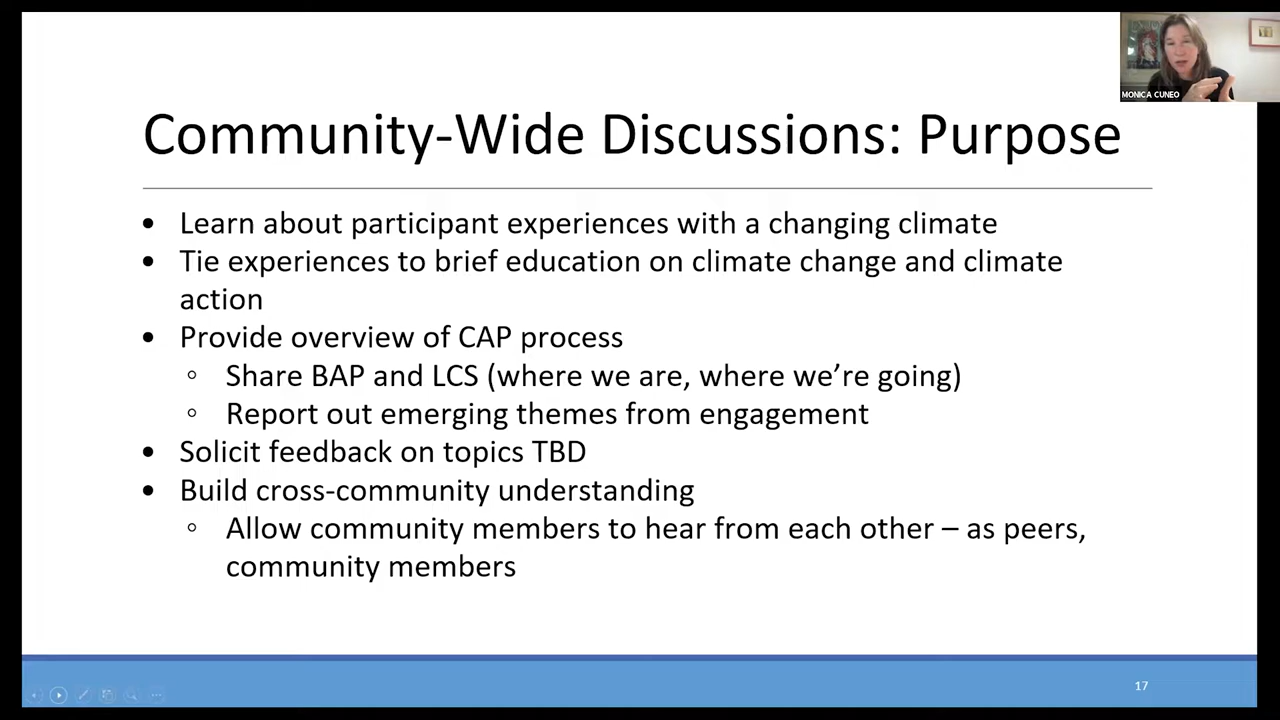 MONICA CUNEO
Community-Wide Discussions: Purpose
• Learn about participant experiences with a changing climate
• Tie experiences to brief education on climate change and climate
action
• Provide overview of CAP process
◦ Share BAP and LCS (where we are, where we’re going)
◦ Report out emerging themes from engagement
• Solicit feedback on topics TBD
• Build cross-community understanding
◦ Allow community members to hear from each other – as peers,
community members
17